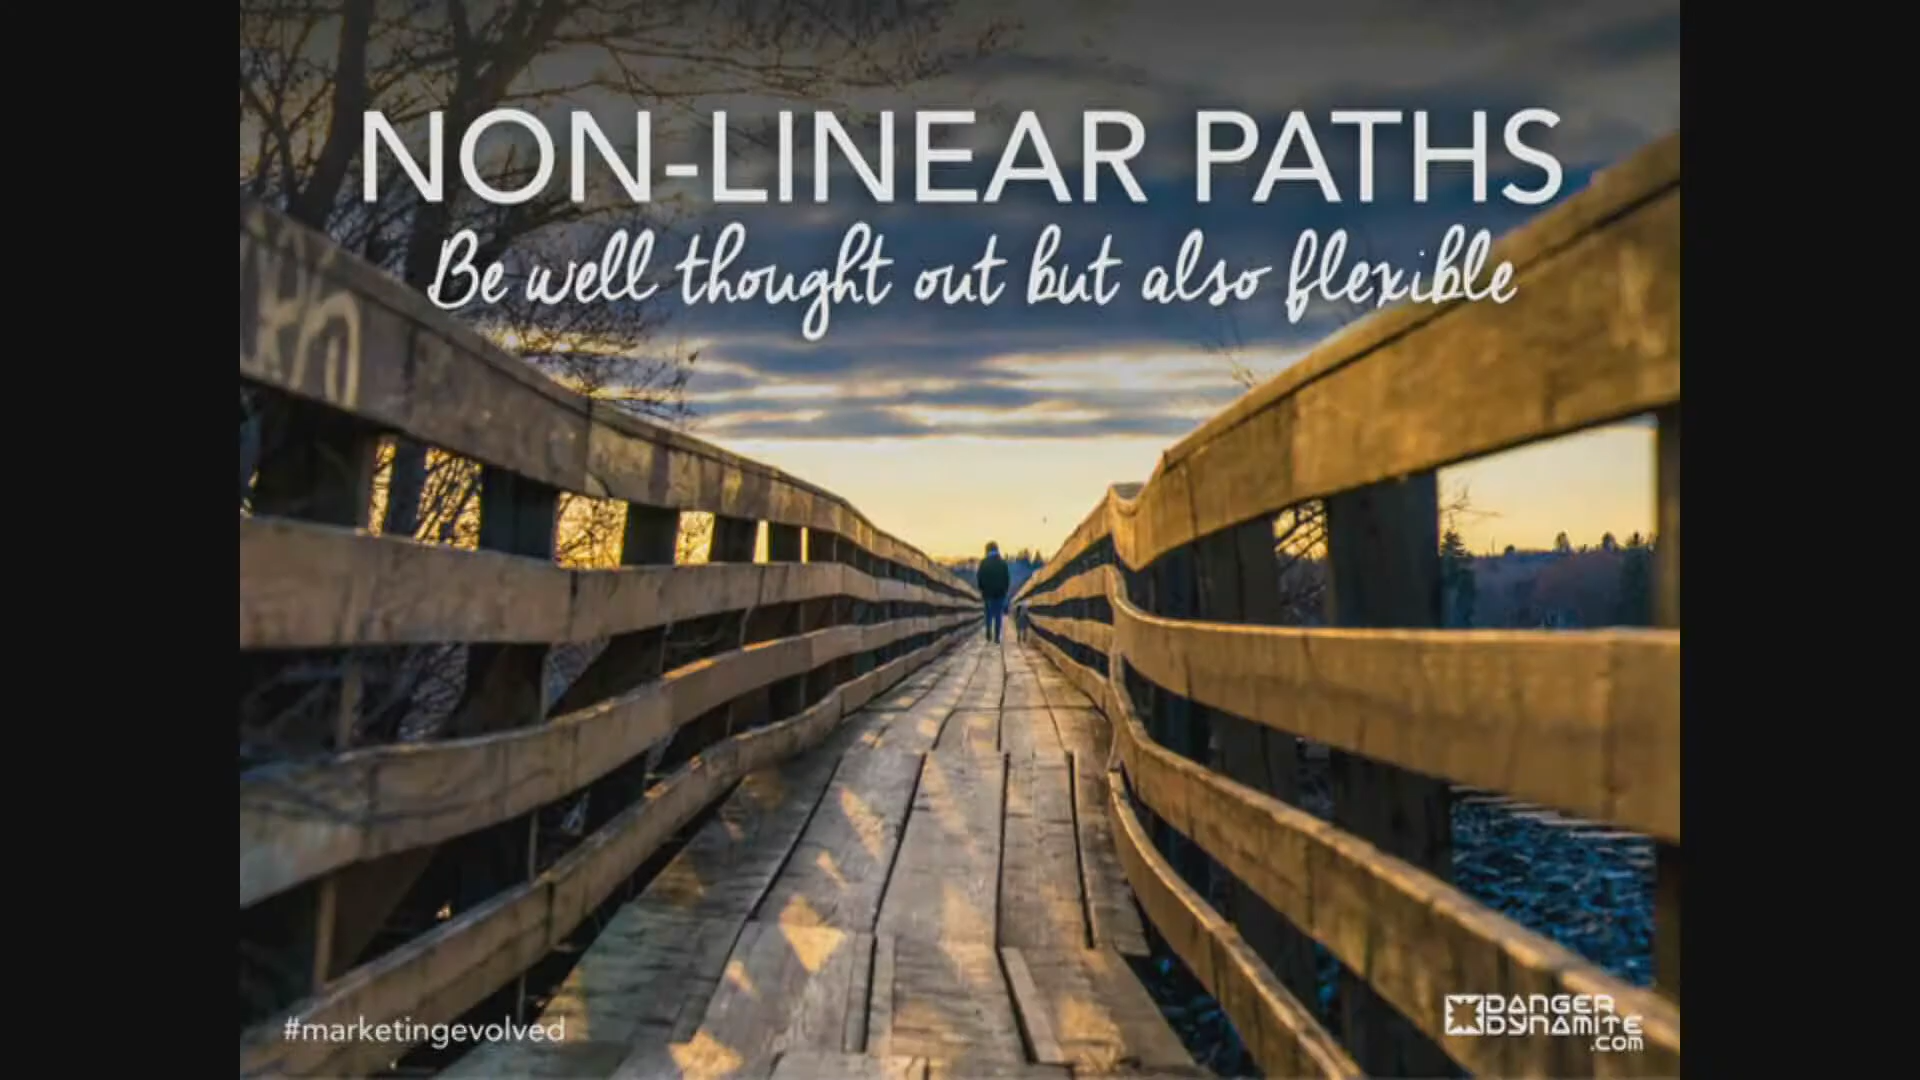 NON-LINEAR PATHS
Be well thought out but also flexible
#marketingevolved
DANGER
DYNAMITE
.com